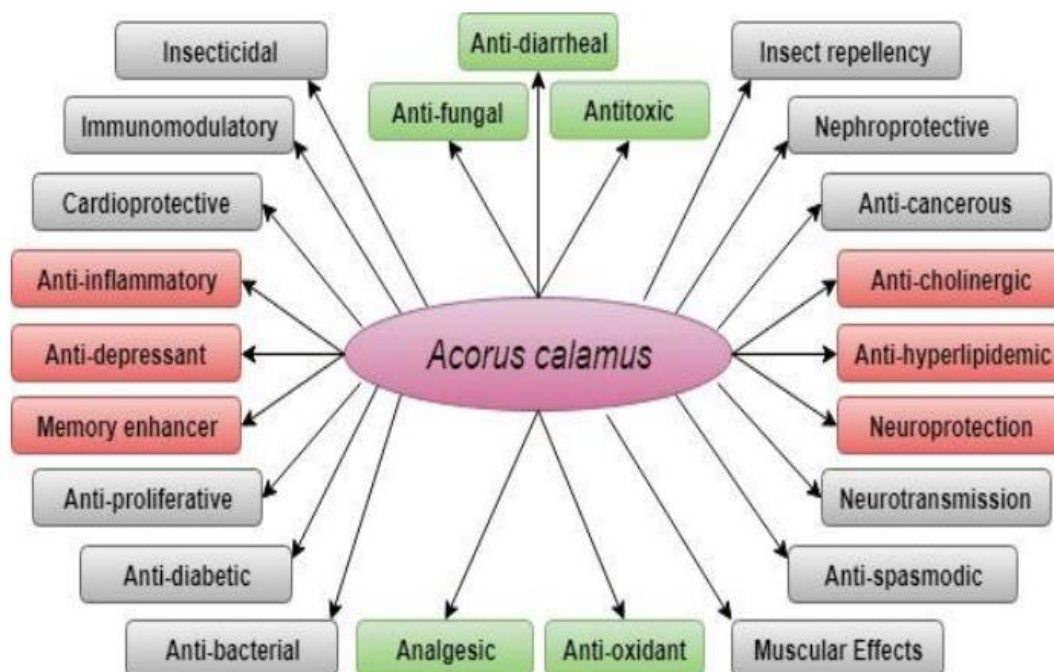 Insecticidal
Anti-diarrheal
Insect repellency
Immunomodulatory
Anti-fungal
Antitoxic
Nephroprotective
Cardioprotective
Anti-cancerous
Anti-inflammatory
Anti-cholinergic
Anti-depressant
Acorus calamus
Anti-hyperlipidemic
Memory enhancer
Neuroprotection
Anti-proliferative
Neurotransmission
Anti-diabetic
Anti-spasmodic
Anti-bacterial
Analgesic
Anti-oxidant
Muscular Effects